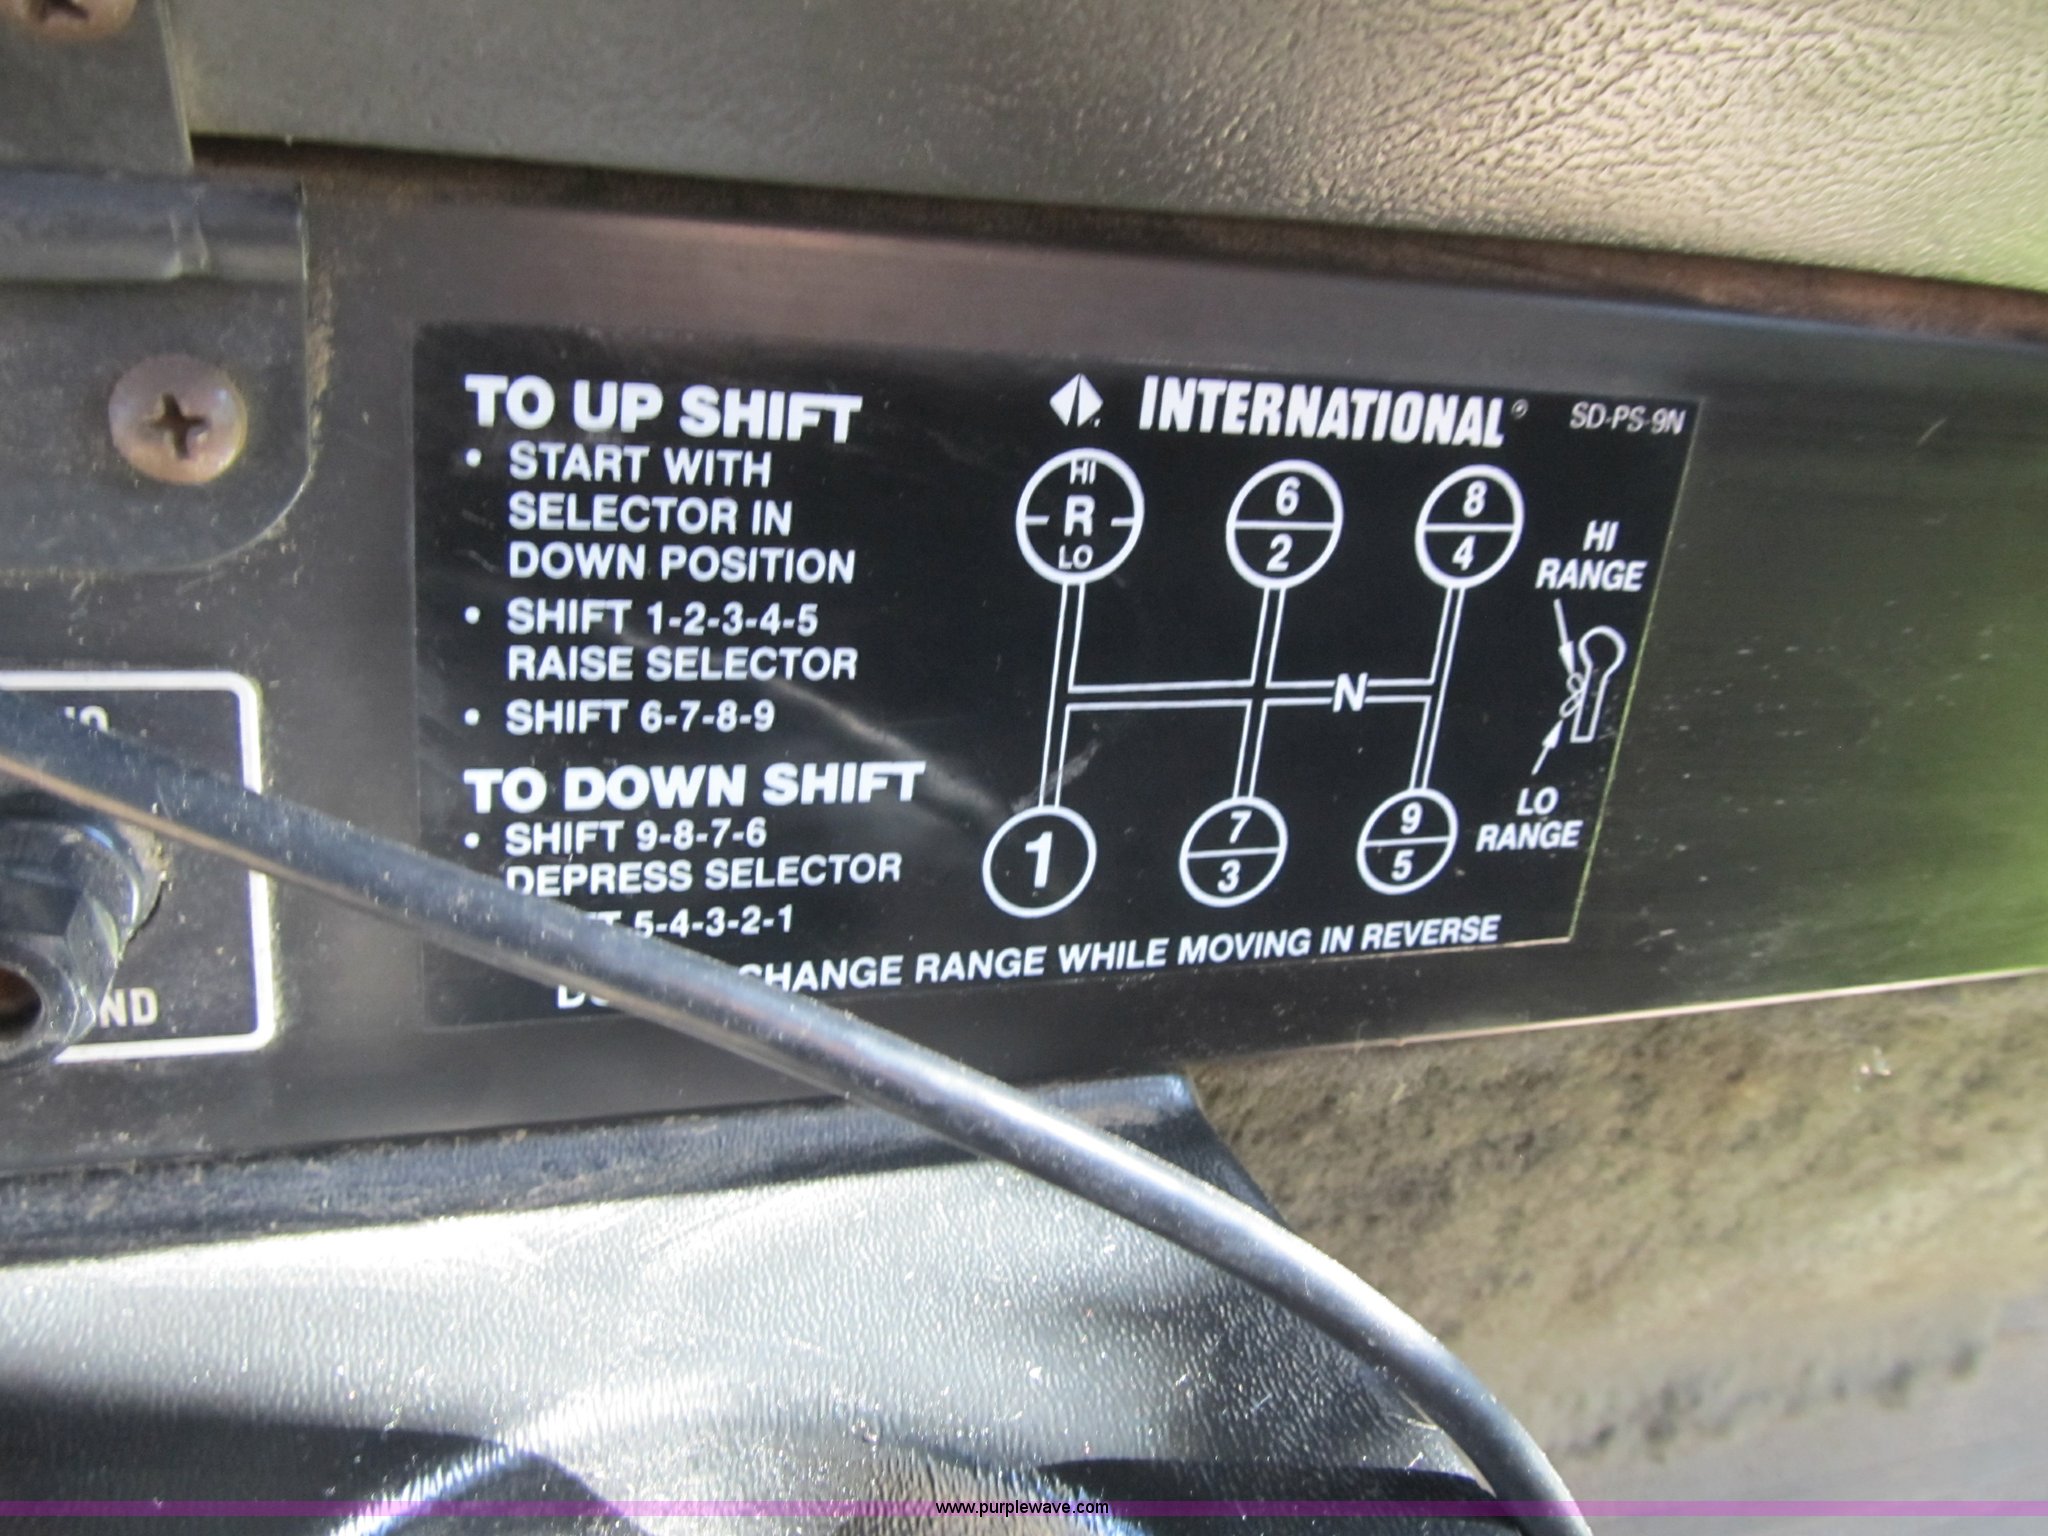 TO UP SHIFT
• START WITH
SELECTOR IN
DOWN POSITION
• SHIFT 1-2-3-4-5
RAISE SELECTOR
• SHIFT 6-7-8-9
TO DOWN SHIFT
• SHIFT 9-8-7-6
DEPRESS SELECTOR
5-4-3-2-1
CHANGE RANGE WHILE MOVING IN REVERSE
INTERNATIONAL® SD-PS-9N
HI
R
LO
6
2
8
4
HI
RANGE
N
1
7
3
9
5
LO
RANGE
ND
www.purplewave.com